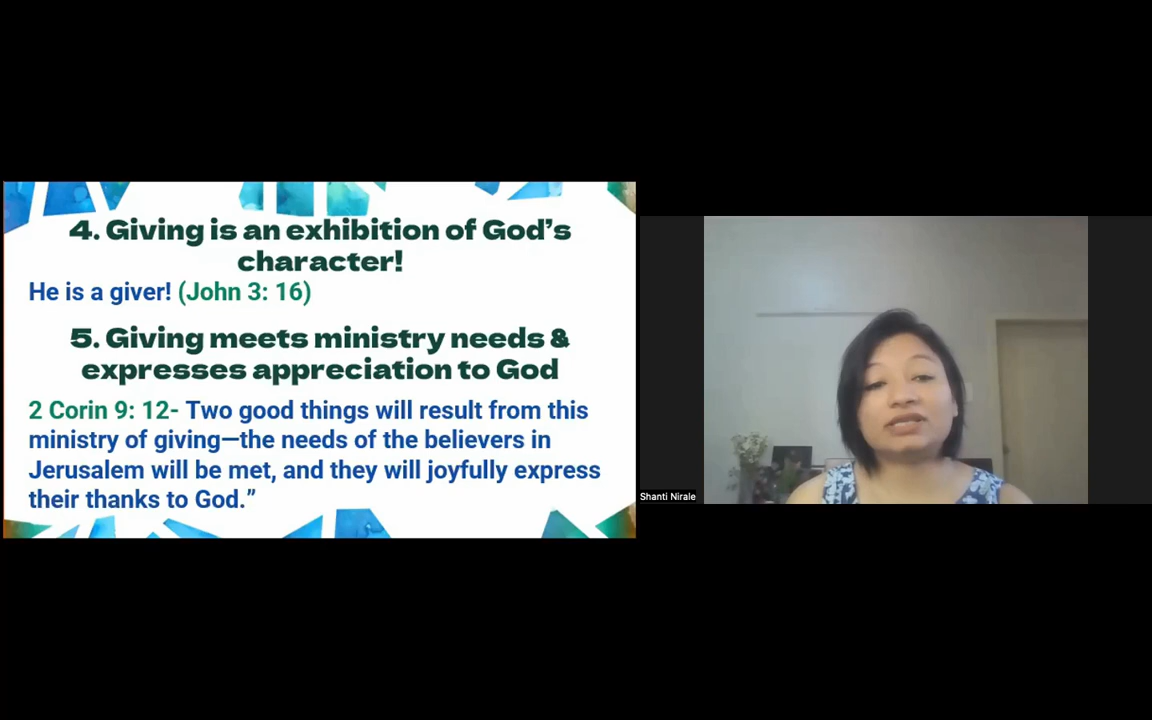 4. Giving is an exhibition of God's
character!
He is a giver! (John 3: 16)
5. Giving meets ministry needs &
expresses appreciation to God
2 Corin 9: 12- Two good things will result from this
ministry of giving—the needs of the believers in
Jerusalem will be met, and they will joyfully express
their thanks to God.”
Shanti Nirale